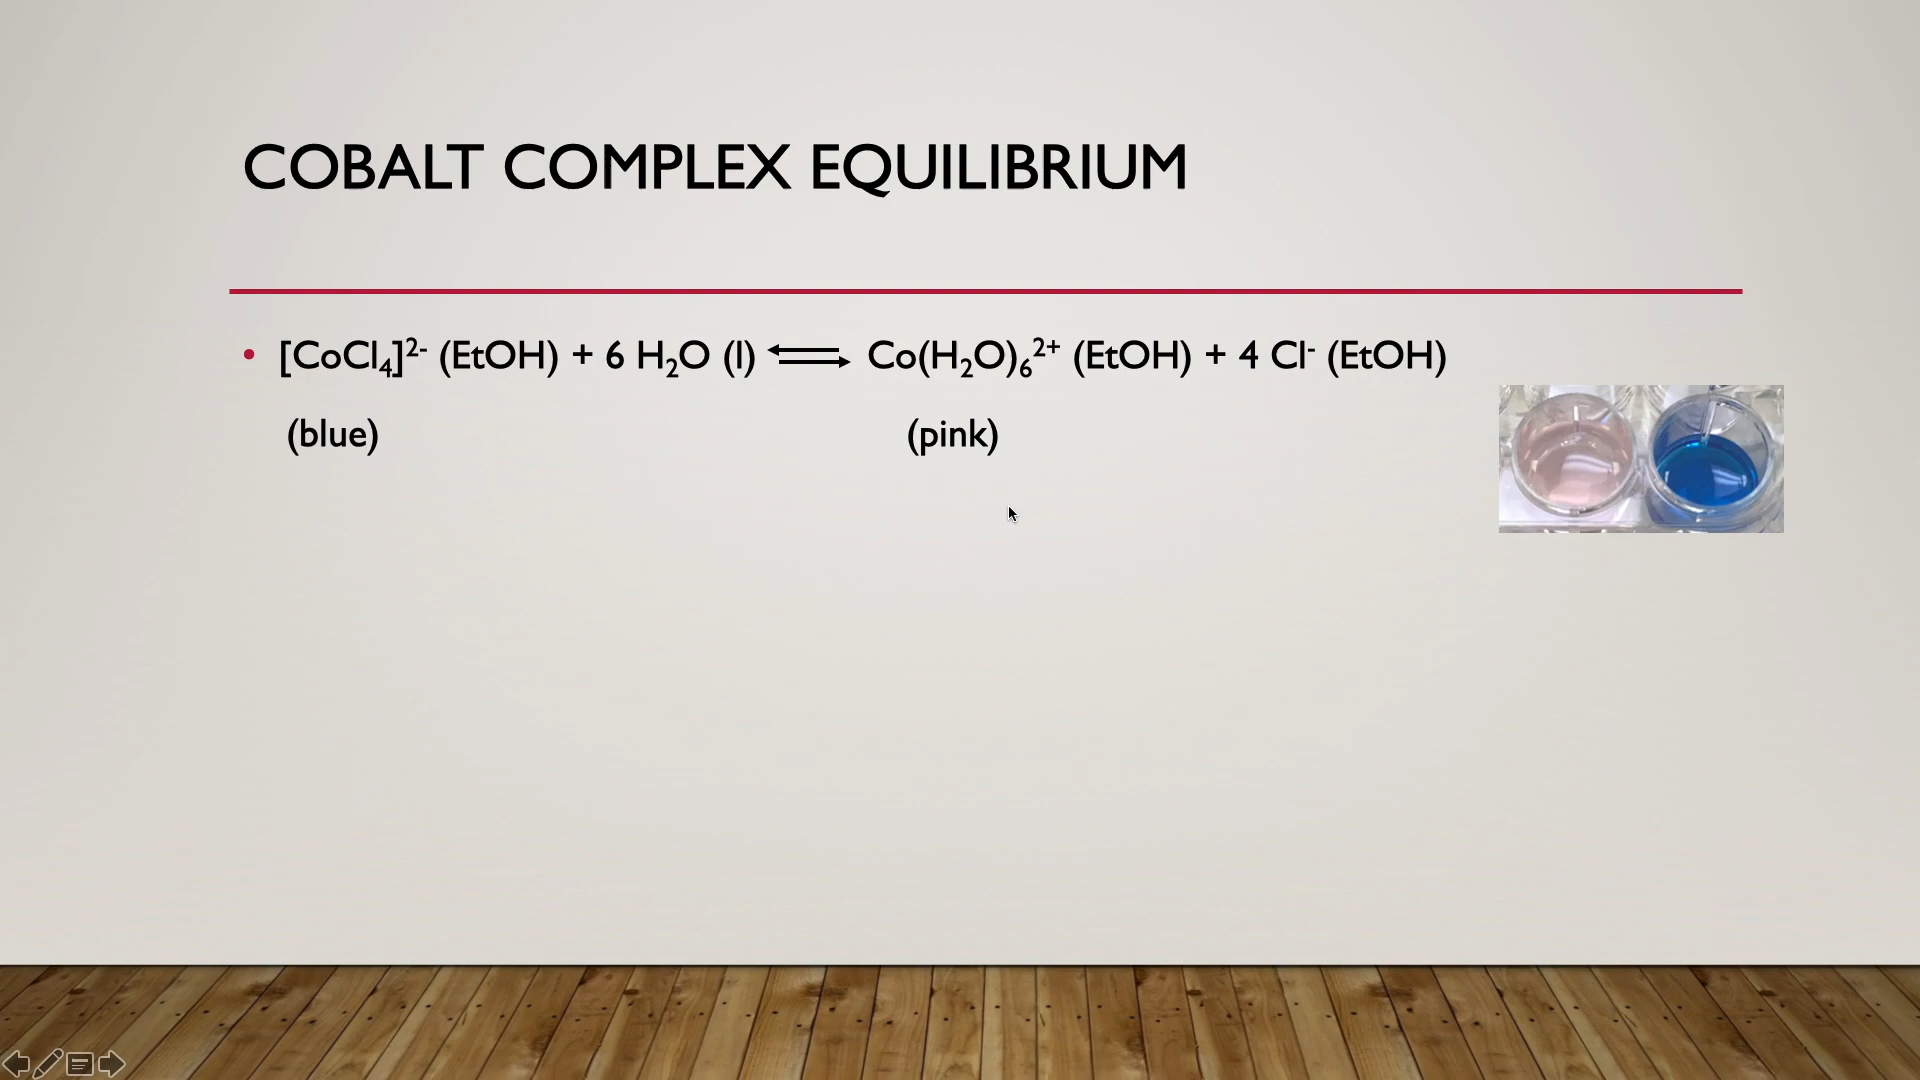 COBALT COMPLEX EQUILIBRIUM
• [CoCl₄]²⁻ (EtOH) + 6 H₂O (l) ⇌ Co(H₂O)₆²⁺ (EtOH) + 4 Cl⁻ (EtOH)
(blue) (pink)